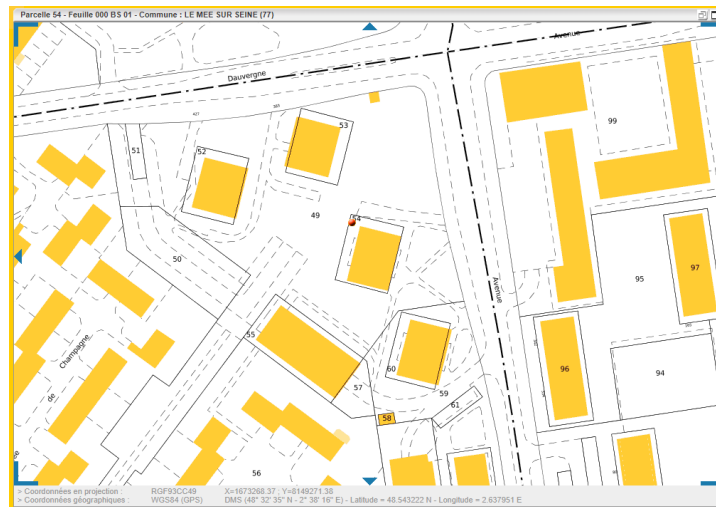 Parcelle 54 - Feuille 000 BS 01 - Commune : LE MEE SUR SEINE (77)
Avenue
Dauvergne
53
99
51
52
49
54
50
97
95
Avenue
55
Champagne
de
60
96
94
57
59
61
58
56
> Coordonnées en projection : RGF93CC49 X=1673268.37 ; Y=8149271.38
> Coordonnées géographiques : WGS84 (GPS) DMS (48° 32' 35" N - 2° 38' 16" E) - Latitude = 48.543222 N - Longitude = 2.637951 E